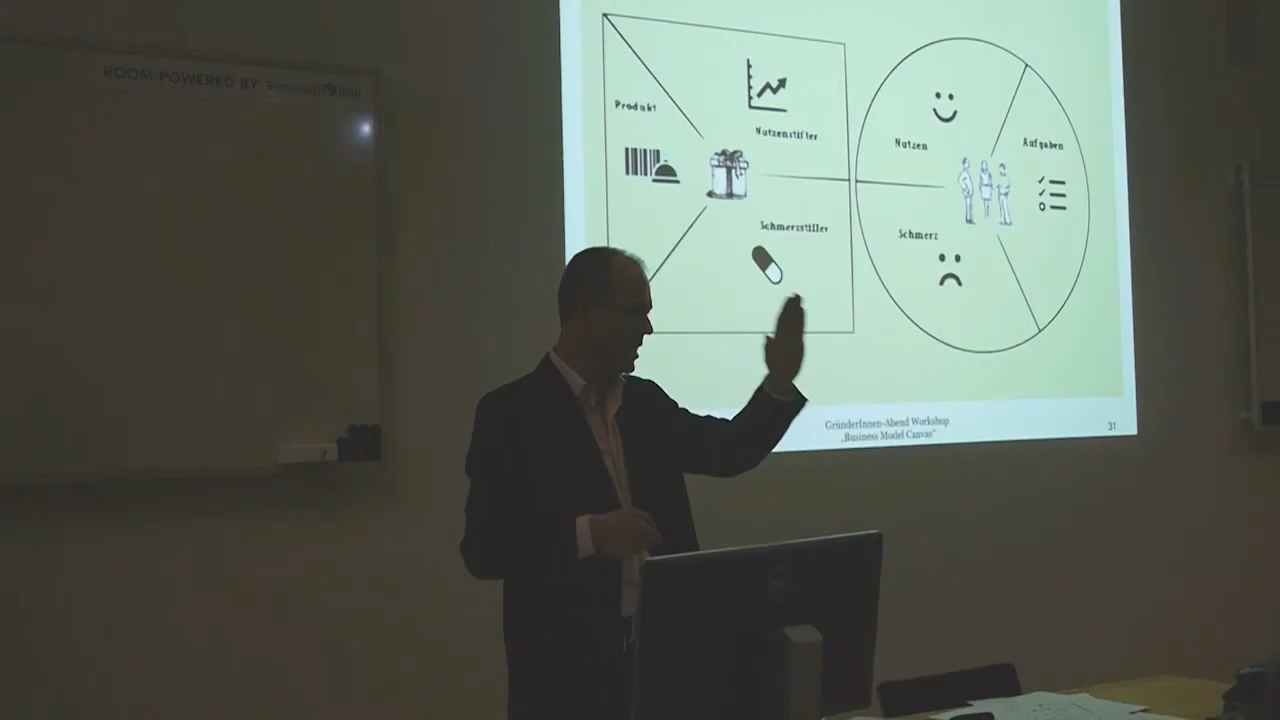 ROOM POWERED BY
Produkt
Nutzenstifter
Schmerzstiller
Nutzen
Aufgaben
Schmerz
GründerInnen-Abend Workshop
„Business Model Canvas“
31